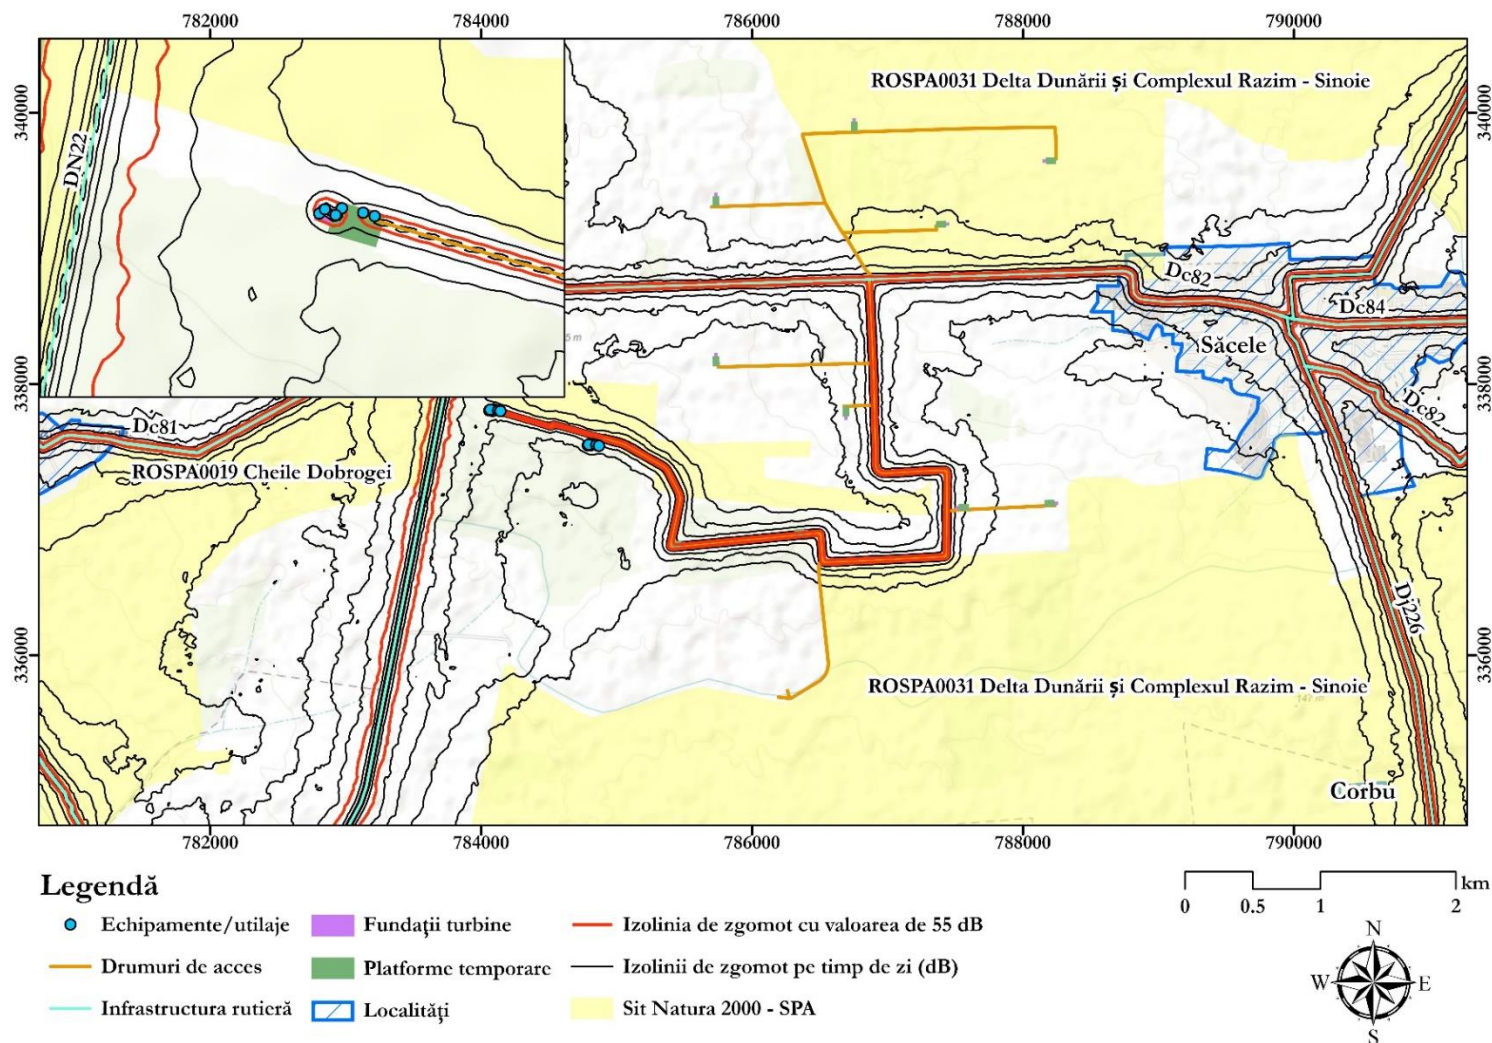 782000 784000 786000 788000 790000
340000
338000
336000
340000
338000
336000
DN22
ROSPA0031 Delta Dunării și Complexul Razim - Sinoie
Dc82
Dc84
Săcele
Dc82
Dc81
ROSPA0019 Cheile Dobrogei
Dj226
ROSPA0031 Delta Dunării și Complexul Razim - Sinoie
Corbu
782000 784000 786000 788000 790000
Legendă
Echipamente/utilaje
Drumuri de acces
Infrastructura rutieră
Fundații turbine
Platforme temporare
Localități
Izolinia de zgomot cu valoarea de 55 dB
Izolinii de zgomot pe timp de zi (dB)
Sit Natura 2000 - SPA
km
0 0.5 1 2
N
W E
S